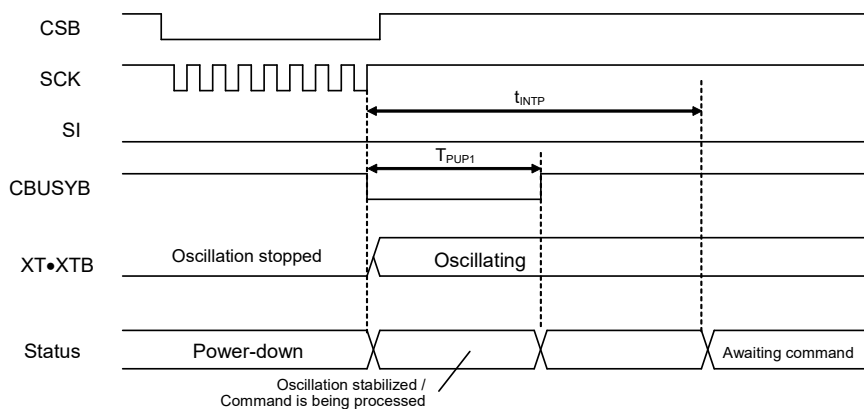 CSB
SCK
tINTP
SI
TPUP1
CBUSYB
XT•XTB
Oscillation stopped
Oscillating
Status
Power-down
Awaiting command
Oscillation stabilized /
Command is being processed